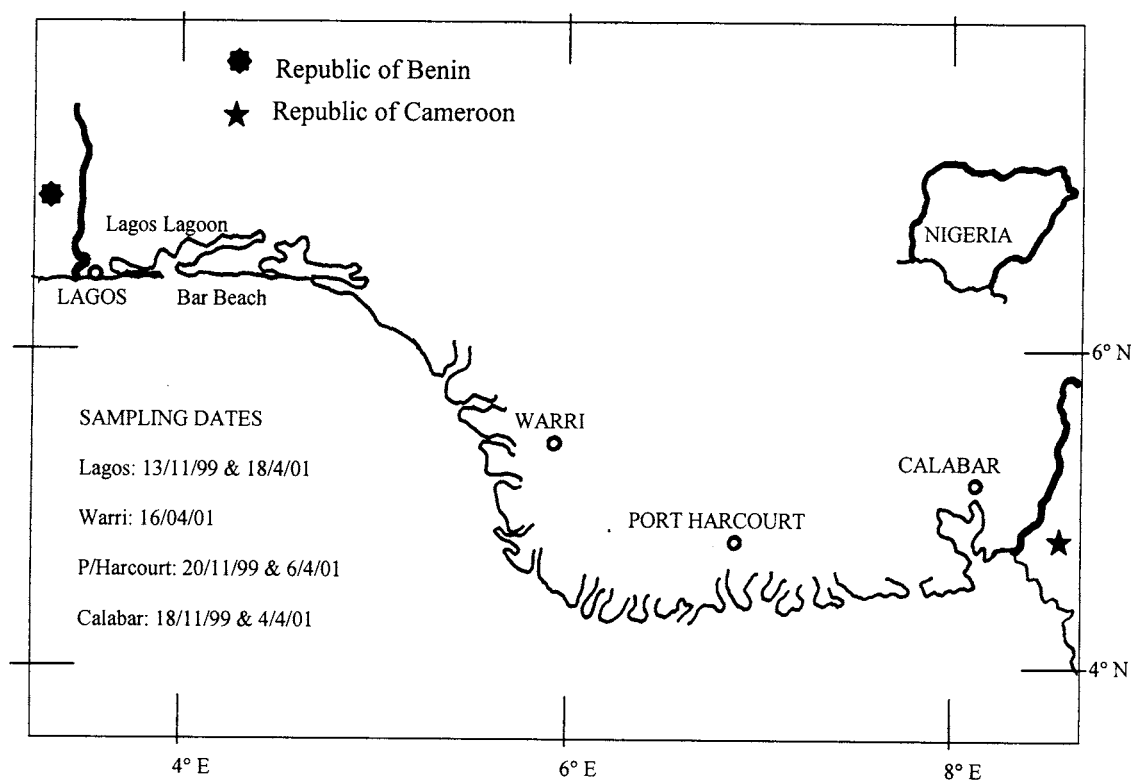 Republic of Benin
Republic of Cameroon
Lagos Lagoon
NIGERIA
LAGOS
Bar Beach
6° N
SAMPLING DATES
WARRI
Lagos: 13/11/99 & 18/4/01
CALABAR
Warri: 16/04/01
PORT HARCOURT
P/Harcourt: 20/11/99 & 6/4/01
Calabar: 18/11/99 & 4/4/01
4° N
4° E
6° E
8° E